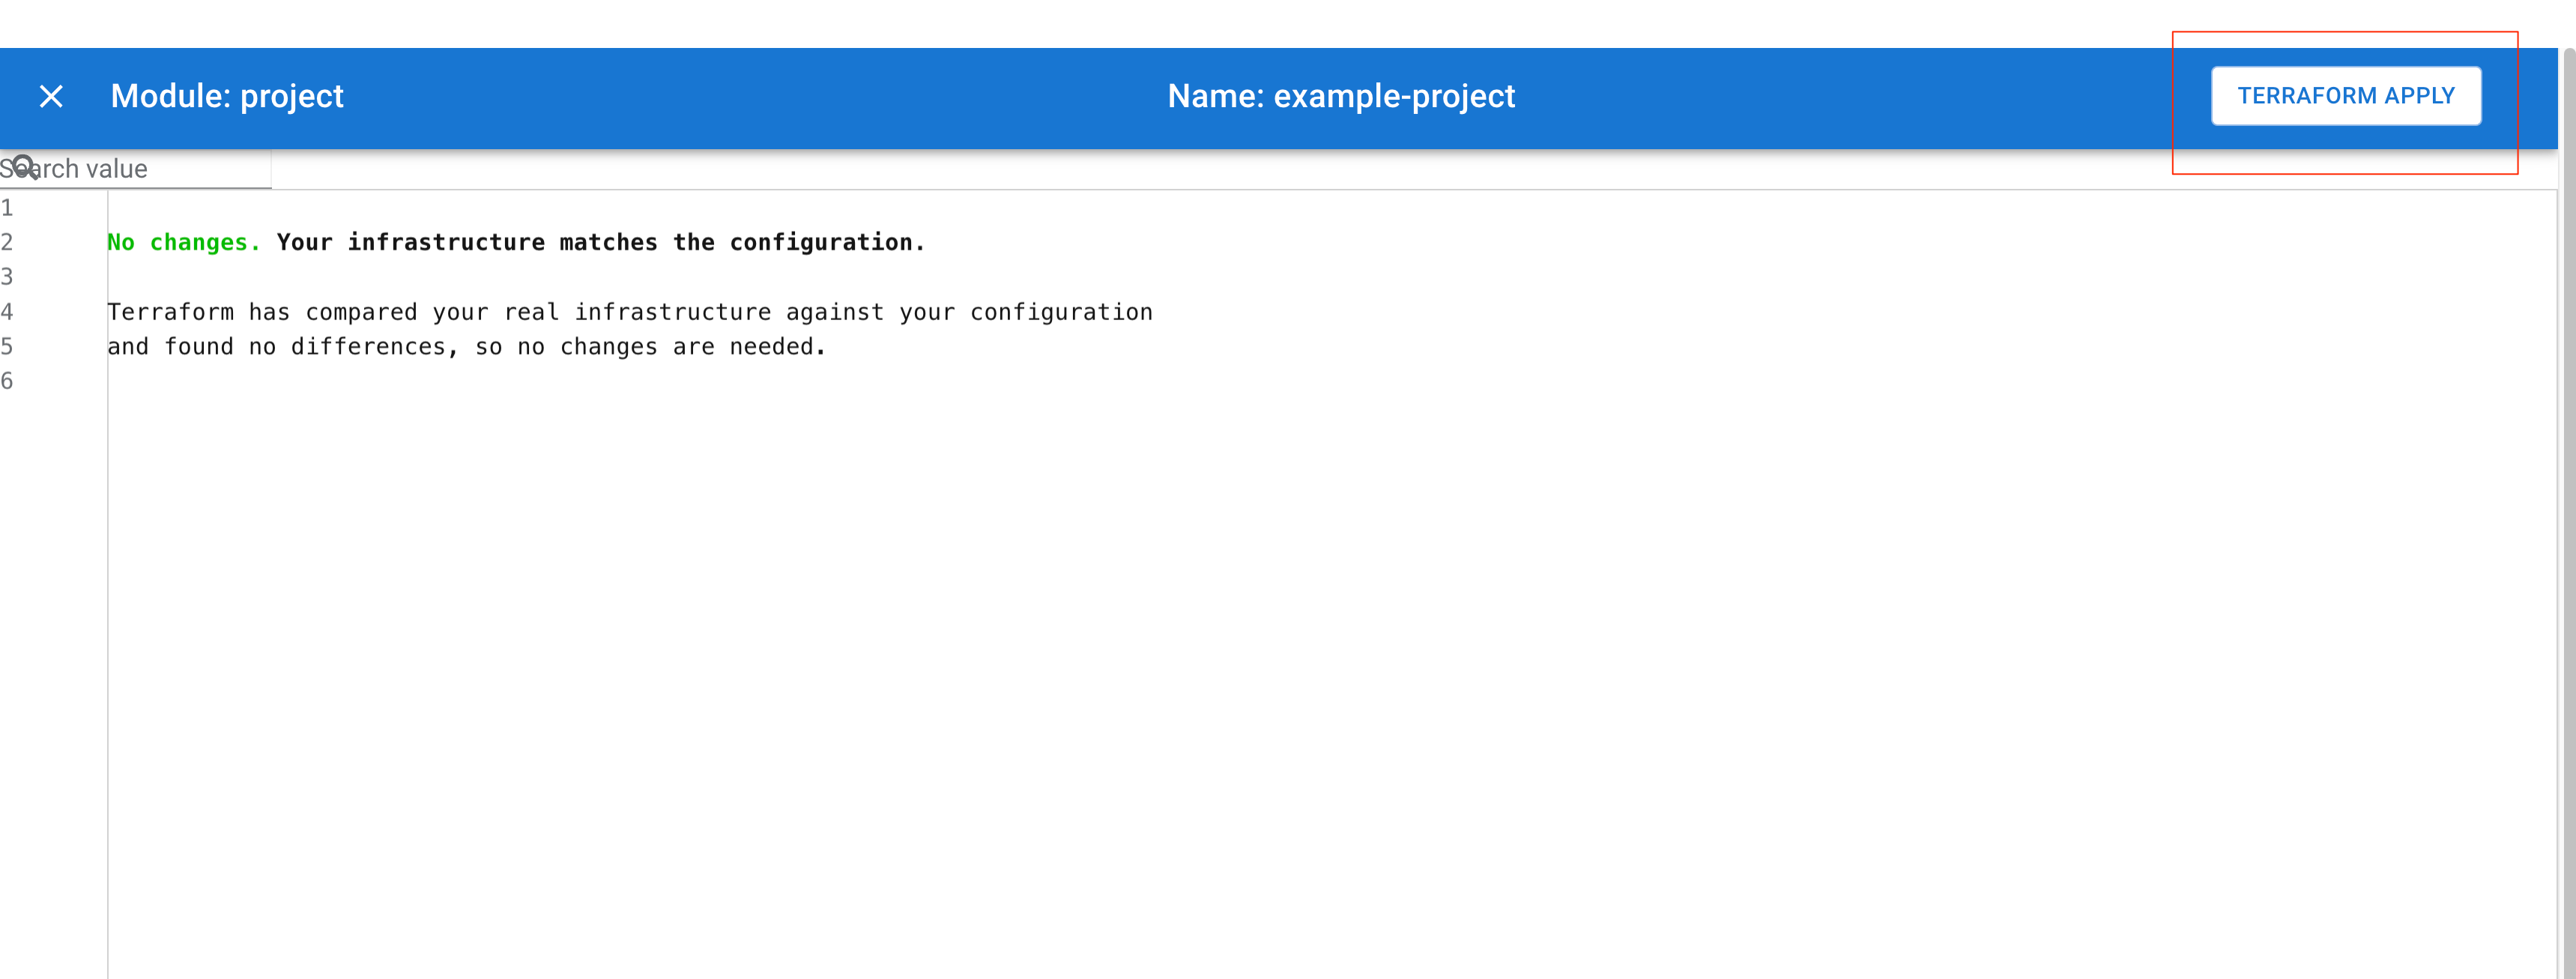 Module: project
Name: example-project
TERRAFORM APPLY
Search value
1
2 No changes. Your infrastructure matches the configuration.
3
4 Terraform has compared your real infrastructure against your configuration
5 and found no differences, so no changes are needed.
6